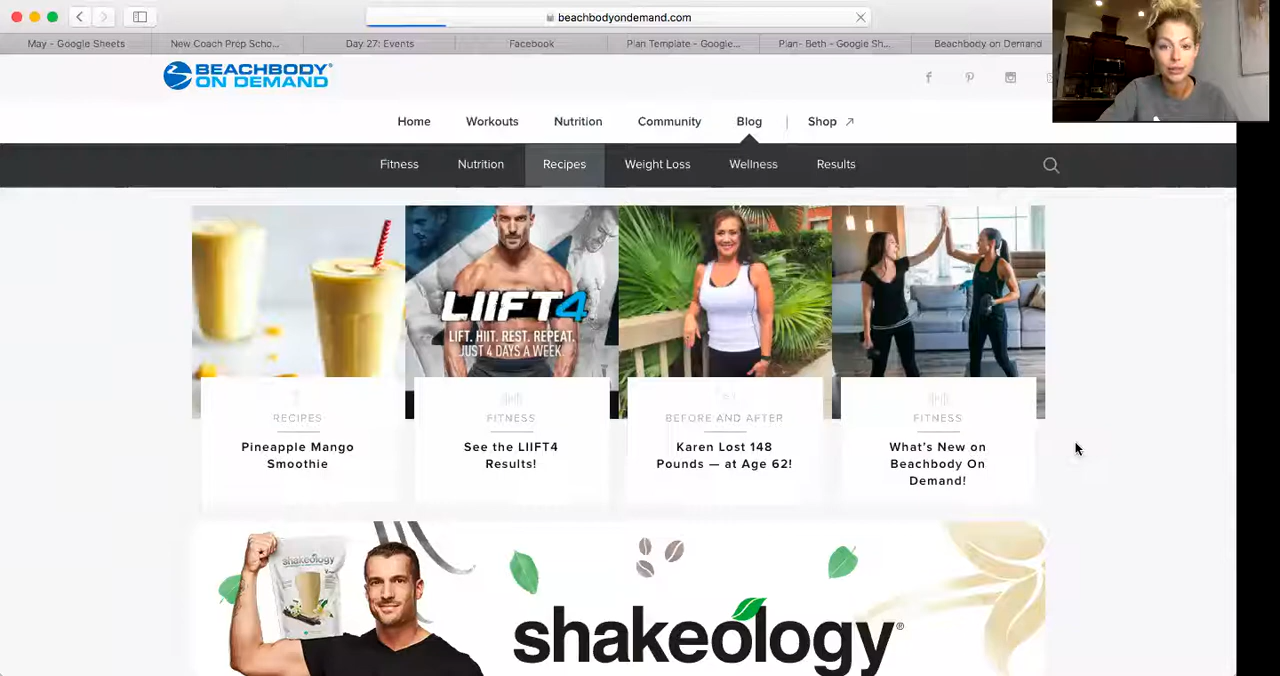 beachbodyondemand.com
May - Google Sheets
New Coach Prep Scho...
Day 27: Events
Facebook
Plan Template - Google...
Plan- Beth - Google Sh...
Beachbody on Demand
BEACHBODY®
ON DEMAND
Home
Workouts
Nutrition
Community
Blog
Shop
Fitness
Nutrition
Recipes
Weight Loss
Wellness
Results
LIIFT4
LIFT. HIIT. REST. REPEAT.
JUST 4 DAYS A WEEK.
RECIPES
Pineapple Mango
Smoothie
FITNESS
See the LIIFT4
Results!
BEFORE AND AFTER
Karen Lost 148
Pounds — at Age 62!
FITNESS
What's New on
Beachbody On
Demand!
shakeology
shakeology®